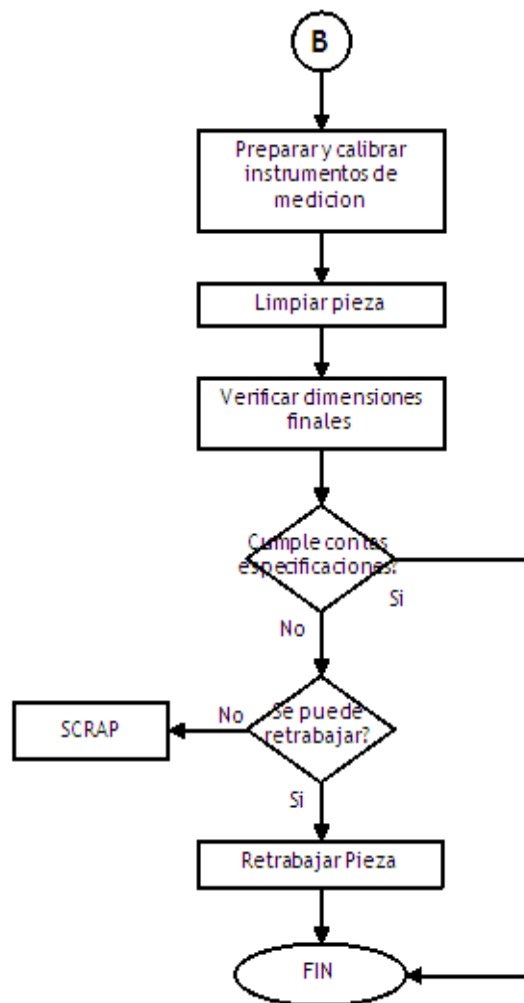 B
Preparar y calibrar
instrumentos de
medicion
Limpiar pieza
Verificar dimensiones
finales
Cumple con las
especificaciones?
Si
No
Se puede
retrabajar?
No
SCRAP
Si
Retrabajar Pieza
FIN